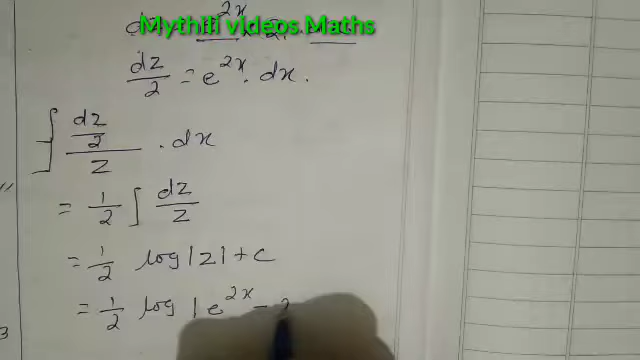 Mythili videos Maths
dz/2 = e^2x · dx .
∫ (dz/2)/z · dx
= 1/2 ∫ dz/z
= 1/2 log |z| + c
= 1/2 log | e^2x -